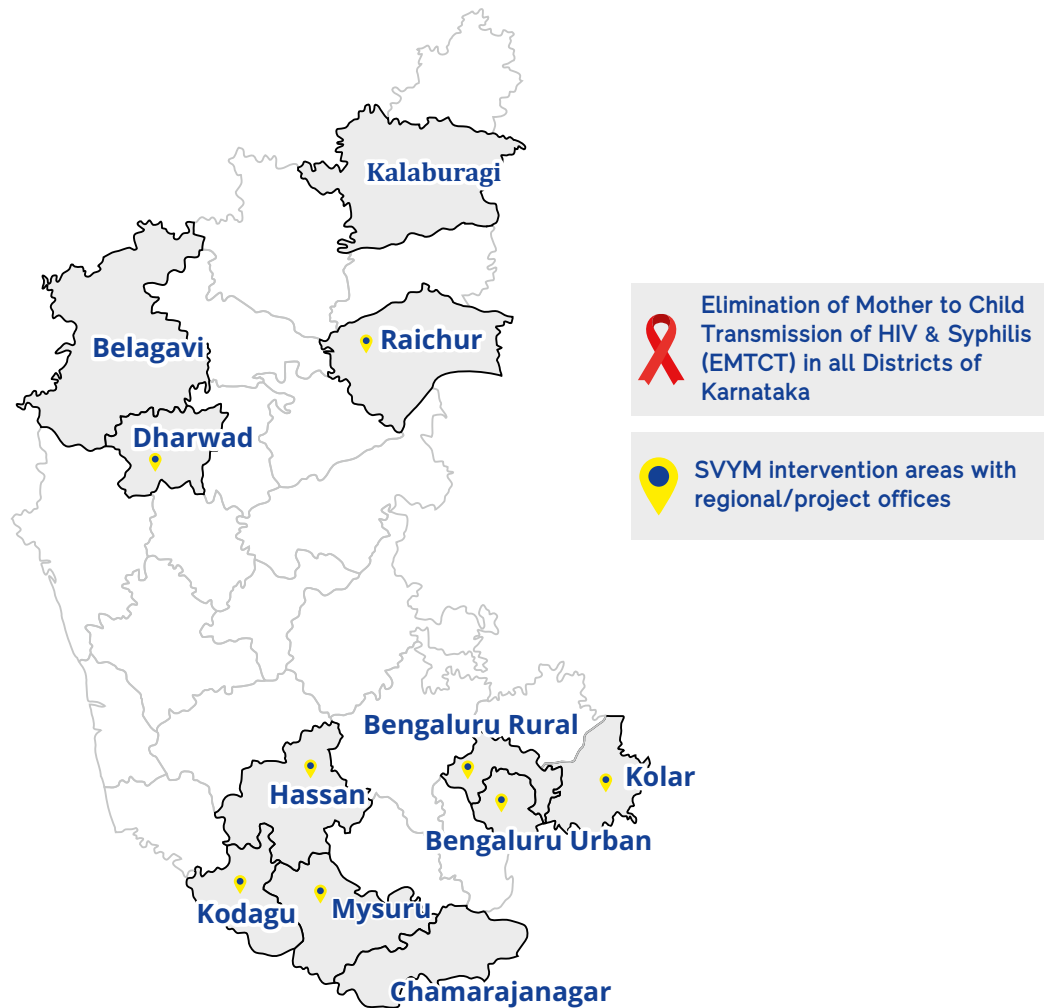 Kalaburagi
Belagavi
Raichur
Dharwad
Elimination of Mother to Child
Transmission of HIV & Syphilis
(EMTCT) in all Districts of
Karnataka
SVYM intervention areas with
regional/project offices
Bengaluru Rural
Kolar
Hassan
Bengaluru Urban
Kodagu
Mysuru
Chamarajanagar